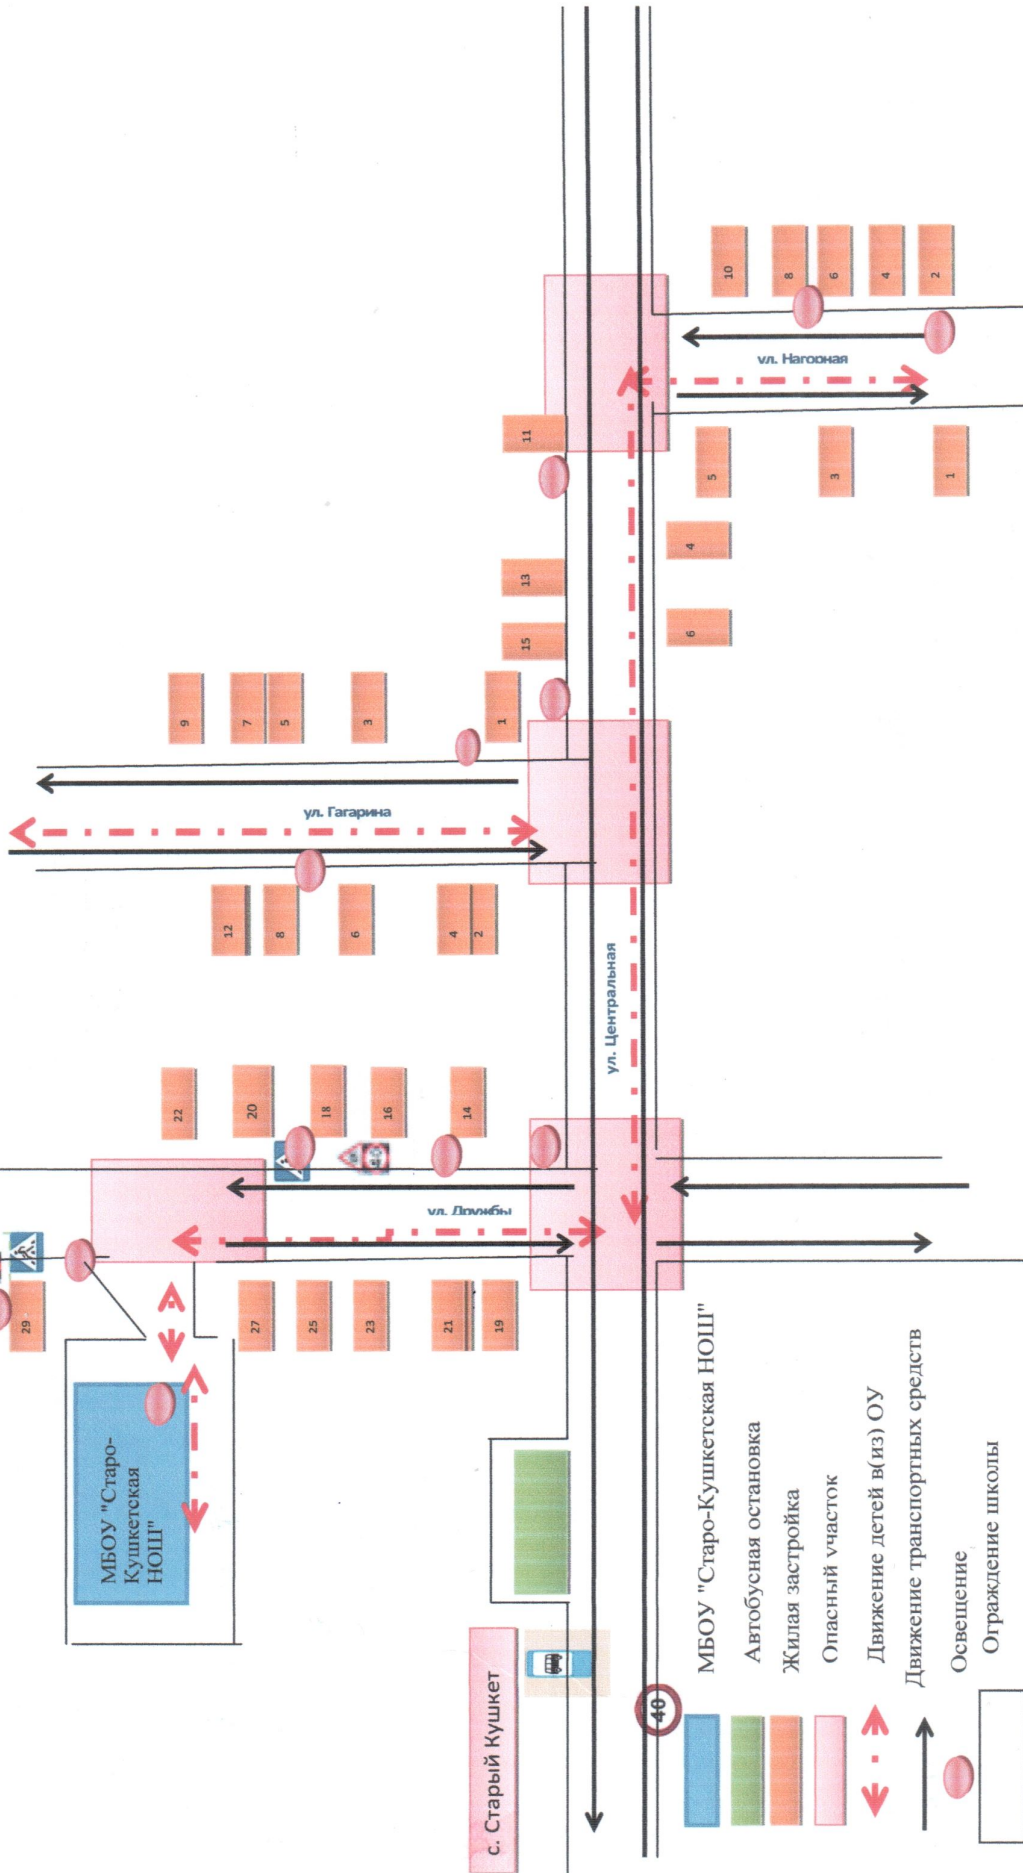 МБОУ "Старо-
Кушкетская
НОШ"
29
27
25
23
21
19
22
20
18
16
14
ул. Дружбы
12
8
6
4
2
ул. Гагарина
9
7
5
3
1
15
13
11
ул. Центральная
6
4
5
3
1
ул. Нагорная
10
8
6
4
2
с. Старый Кушкет
40
МБОУ "Старо-Кушкетская НОШ"
Автобусная остановка
Жилая застройка
Опасный участок
Движение детей в(из) ОУ
Движение транспортных средств
Освещение
Ограждение школы